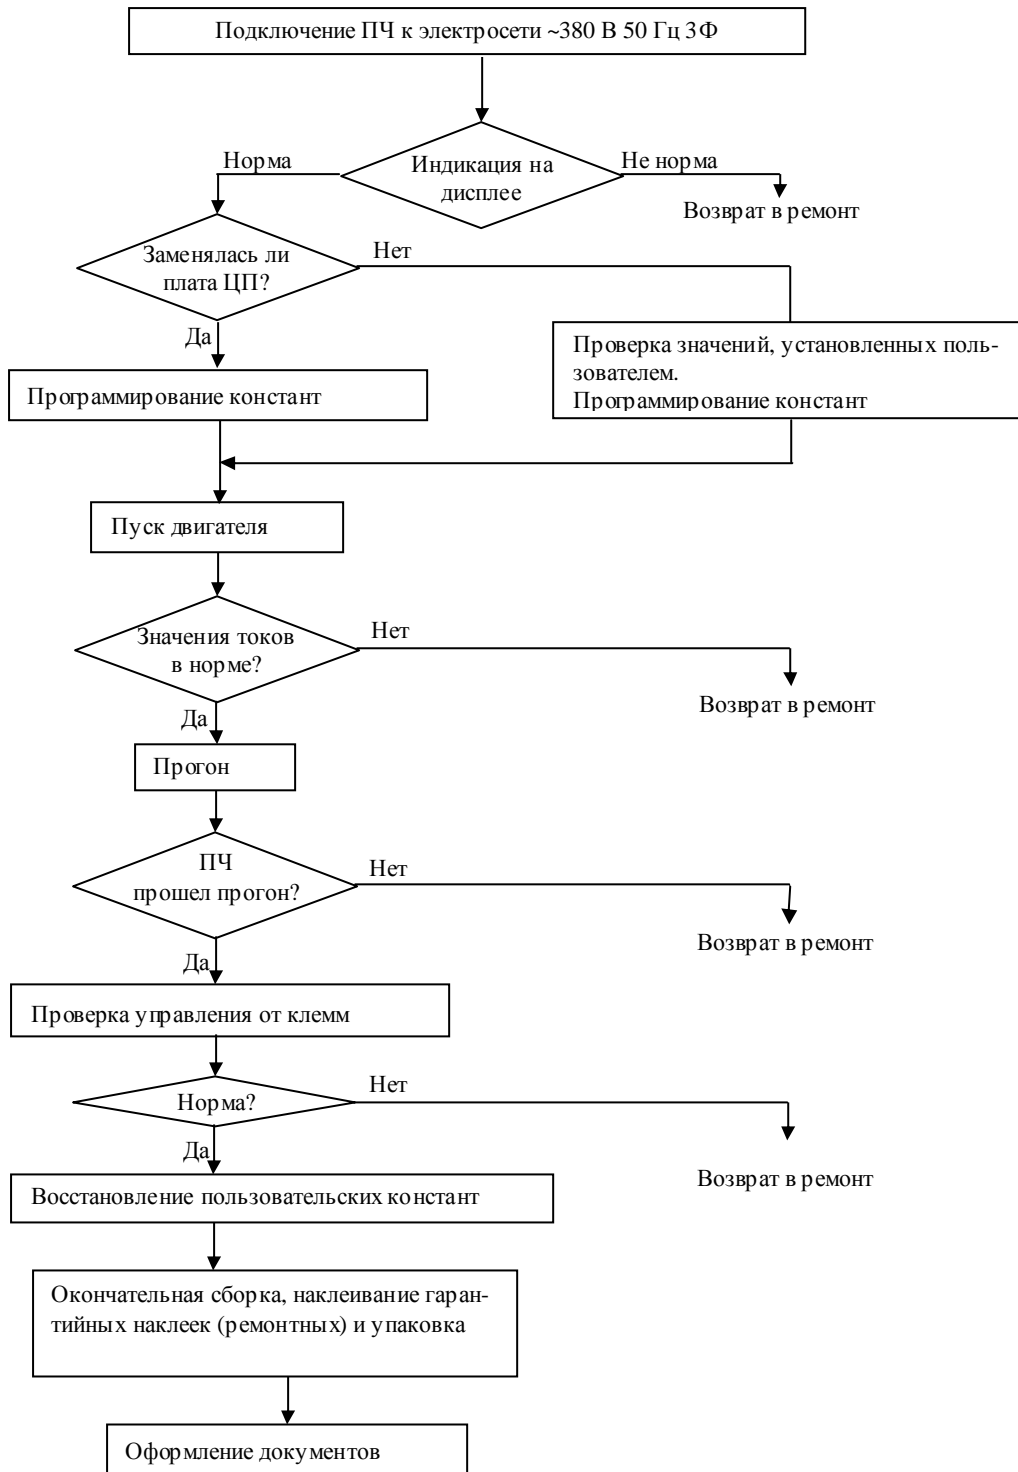 Подключение ПЧ к электросети ~380 В 50 Гц 3Ф
Индикация на
дисплее
Норма
Не норма
Возврат в ремонт
Заменялась ли
плата ЦП?
Нет
Да
Проверка значений, установленных поль-
зователем.
Программирование констант
Программирование констант
Пуск двигателя
Значения токов
в норме?
Нет
Возврат в ремонт
Да
Прогон
ПЧ
прошел прогон?
Нет
Возврат в ремонт
Да
Проверка управления от клемм
Норма?
Нет
Возврат в ремонт
Да
Восстановление пользовательских констант
Окончательная сборка, наклеивание гаран-
тийных наклеек (ремонтных) и упаковка
Оформление документов